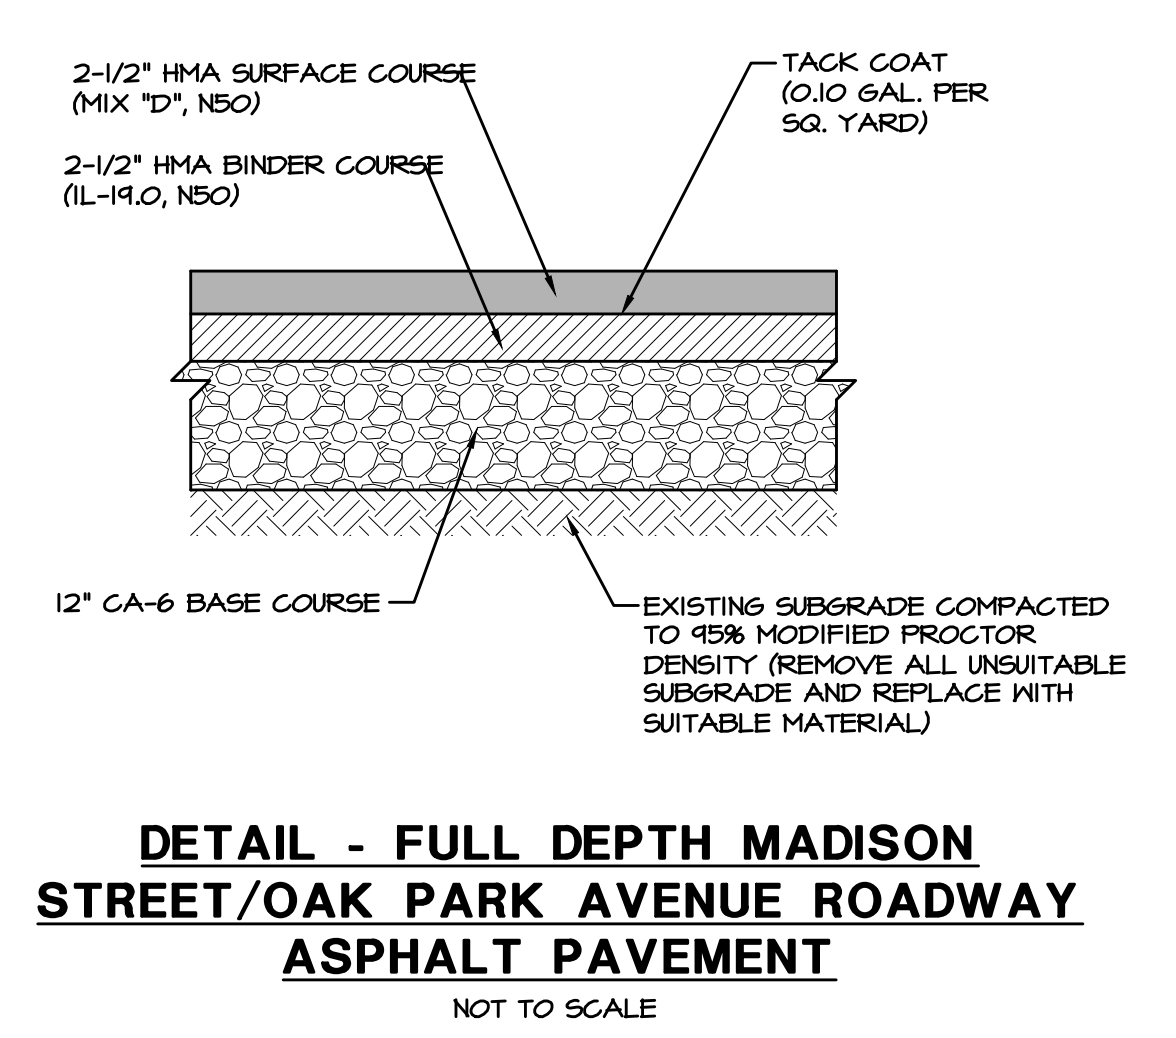 2-1/2" HMA SURFACE COURSE
(MIX "D", N50)
TACK COAT
(0.10 GAL. PER
SQ. YARD)
2-1/2" HMA BINDER COURSE
(IL-19.0, N50)
12" CA-6 BASE COURSE
EXISTING SUBGRADE COMPACTED
TO 95% MODIFIED PROCTOR
DENSITY (REMOVE ALL UNSUITABLE
SUBGRADE AND REPLACE WITH
SUITABLE MATERIAL)
DETAIL - FULL DEPTH MADISON
STREET/OAK PARK AVENUE ROADWAY
ASPHALT PAVEMENT
NOT TO SCALE